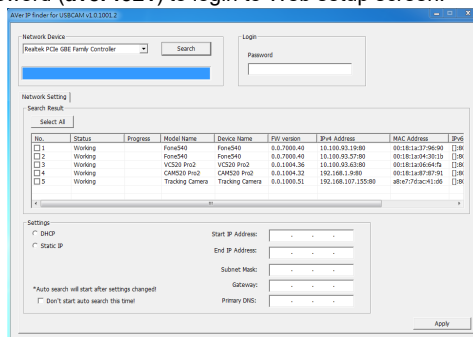 AVer IP finder for USBCAM v1.0.1001.2
Network Device
Realtek PCIe GBE Family Controller
Search
Login
Password
Network Setting
Search Result
Select All
No. Status Progress Model Name Device Name FW version IPv4 Address MAC Address IPv6
1 Working Fone540 Fone540 0.0.7000.40 10.100.93.19:80 00:18:1a:37:96:90 []:80
2 Working Fone540 Fone540 0.0.7000.40 10.100.93.57:80 00:18:1a:04:30:1b []:80
3 Working VC520 Pro2 VC520 Pro2 0.0.1004.36 10.100.93.63:80 00:18:1a:06:64:fa []:80
4 Working CAM520 Pro2 CAM520 Pro2 0.0.1004.32 192.168.1.9:80 00:18:1a:87:87:91 []:80
5 Working Tracking Camera Tracking Camera 0.0.1000.51 192.168.107.155:80 a8:e7:7d:ac:41:d6 []:80
Settings
DHCP
Static IP
Start IP Address:
End IP Address:
Subnet Mask:
Gateway:
Primary DNS:
*Auto search will start after settings changed!
Don't start auto search this time!
Apply